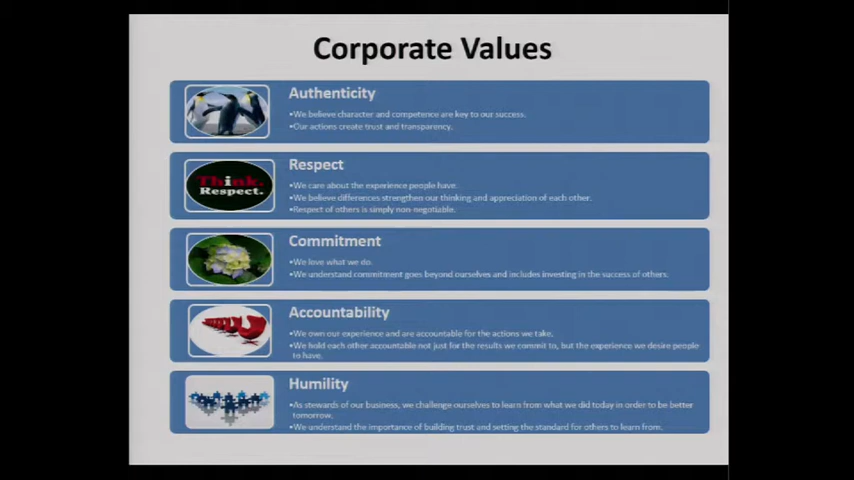 Corporate Values
Authenticity
•We believe character and competence are key to our success.
•Our actions create trust and transparency.
Think.
Respect.
Respect
•We care about the experience people have.
•We believe differences strengthen our thinking and appreciation of each other.
•Respect of others is simply non-negotiable.
Commitment
•We love what we do.
•We understand commitment goes beyond ourselves and includes investing in the success of others.
Accountability
•We own our experience and are accountable for the actions we take.
•We hold each other accountable not just for the results we commit to, but the experience we desire people
to have.
Humility
•As stewards of our business, we challenge ourselves to learn from what we did today in order to be better
tomorrow.
•We understand the importance of building trust and setting the standard for others to learn from.